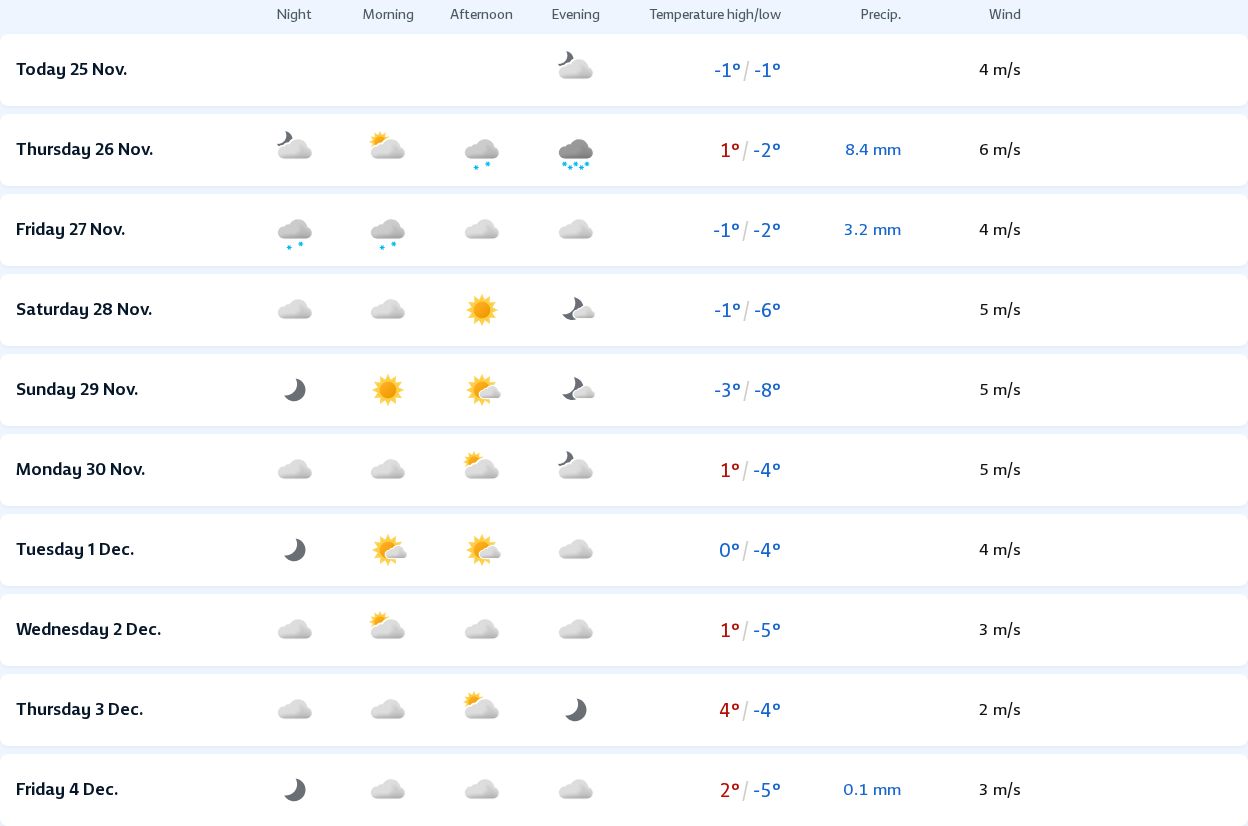 Night Morning Afternoon Evening Temperature high/low Precip. Wind
Today 25 Nov. -1°/ -1° 4 m/s
Thursday 26 Nov. 1°/ -2° 8.4 mm 6 m/s
Friday 27 Nov. -1°/ -2° 3.2 mm 4 m/s
Saturday 28 Nov. -1°/ -6° 5 m/s
Sunday 29 Nov. -3°/ -8° 5 m/s
Monday 30 Nov. 1°/ -4° 5 m/s
Tuesday 1 Dec. 0°/ -4° 4 m/s
Wednesday 2 Dec. 1°/ -5° 3 m/s
Thursday 3 Dec. 4°/ -4° 2 m/s
Friday 4 Dec. 2°/ -5° 0.1 mm 3 m/s